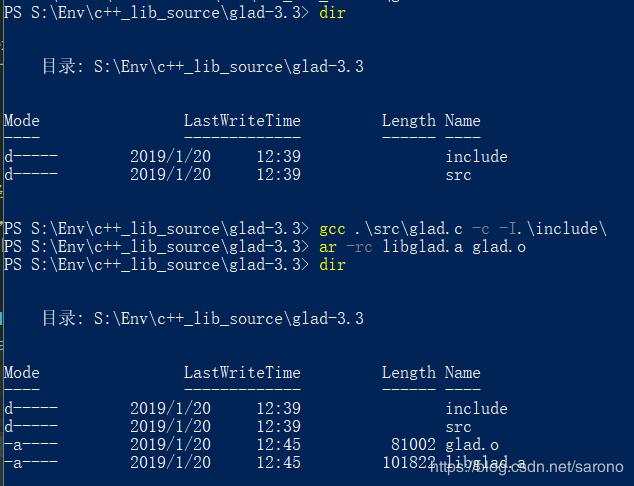 PS S:\Env\c++_lib_source\glad-3.3> dir
目录: S:\Env\c++_lib_source\glad-3.3
Mode LastWriteTime Length Name
---- ------------- ------ ----
d----- 2019/1/20 12:39 include
d----- 2019/1/20 12:39 src
PS S:\Env\c++_lib_source\glad-3.3> gcc .\src\glad.c -c -I.\include\
PS S:\Env\c++_lib_source\glad-3.3> ar -rc libglad.a glad.o
PS S:\Env\c++_lib_source\glad-3.3> dir
目录: S:\Env\c++_lib_source\glad-3.3
Mode LastWriteTime Length Name
---- ------------- ------ ----
d----- 2019/1/20 12:39 include
d----- 2019/1/20 12:39 src
-a---- 2019/1/20 12:45 81002 glad.o
-a---- 2019/1/20 12:45 101822 libglad.a
https://blog.csdn.net/sarono